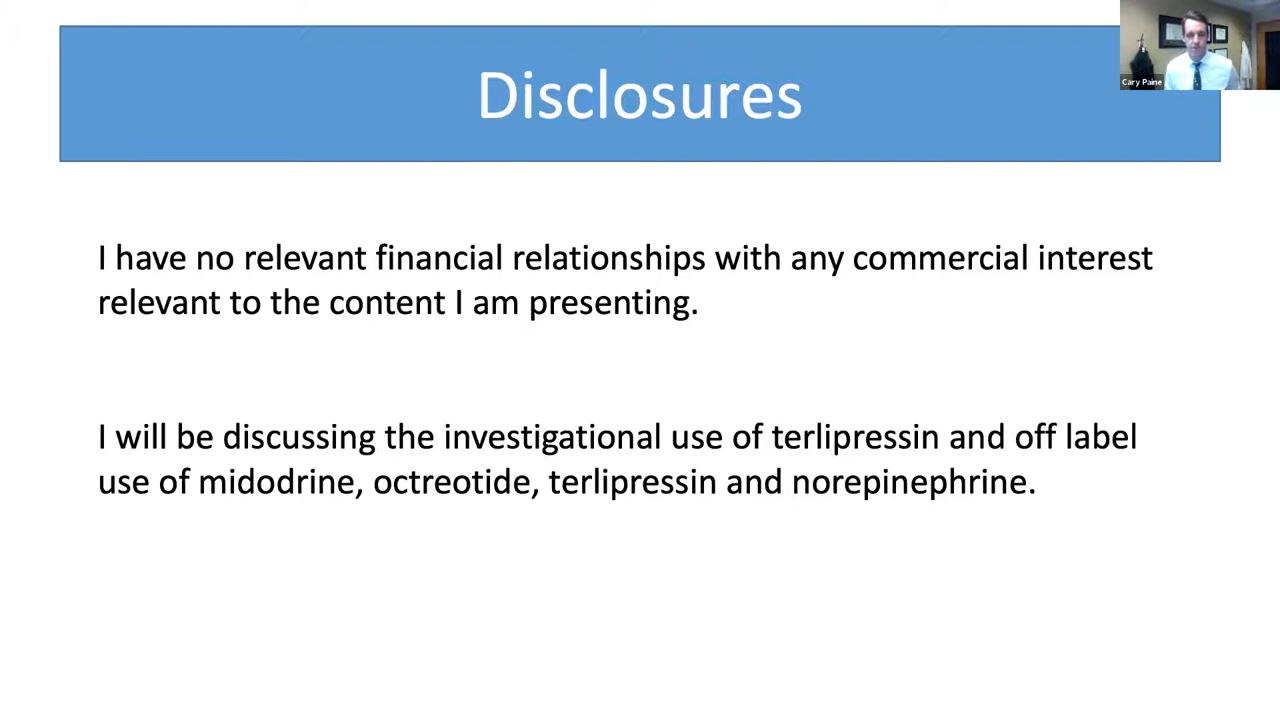 Disclosures
Cary Paine
I have no relevant financial relationships with any commercial interest
relevant to the content I am presenting.
I will be discussing the investigational use of terlipressin and off label
use of midodrine, octreotide, terlipressin and norepinephrine.